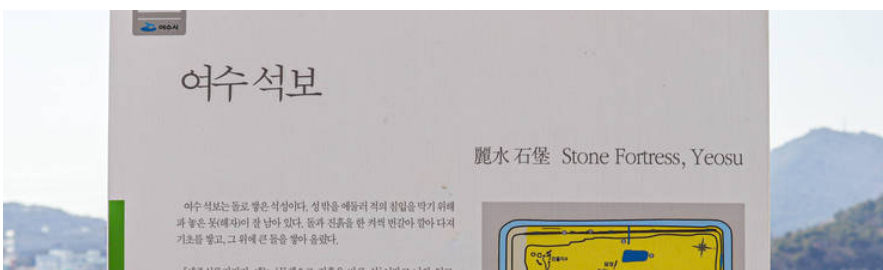 여수시
여수 석보
麗水 石堡 Stone Fortress, Yeosu
여수 석보는 돌로 쌓은 석성이다. 성 밖을 에둘러 적의 침입을 막기 위해
파 놓은 못(해자)이 잘 남아 있다. 돌과 진흙을 한 켜씩 번갈아 깔아 다져
기초를 쌓고, 그 위에 큰 돌을 쌓아 올렸다.